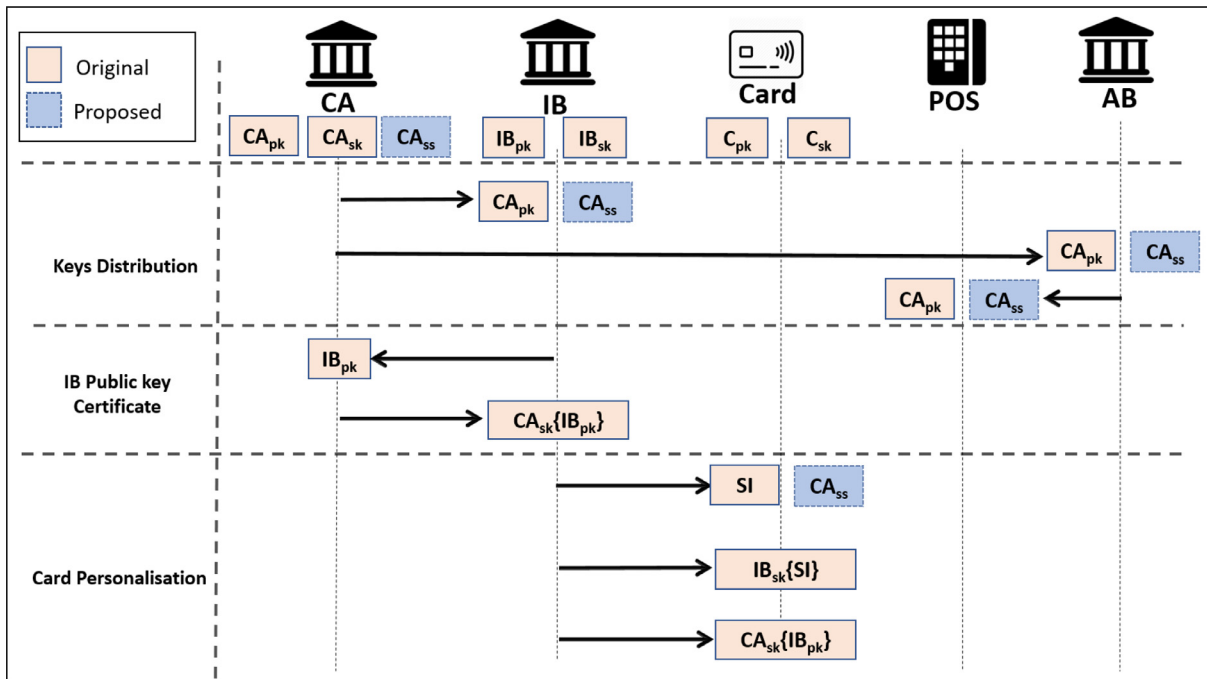 Original
Proposed
CA
IB
Card
POS
AB
CApk CAsk CAss IBpk IBsk Cpk Csk
CApk CAss
Keys Distribution
CApk CAss
CApk CAss
IBpk
IB Public key
Certificate
CAsk{IBpk}
SI CAss
Card Personalisation
IBsk{SI}
CAsk{IBpk}